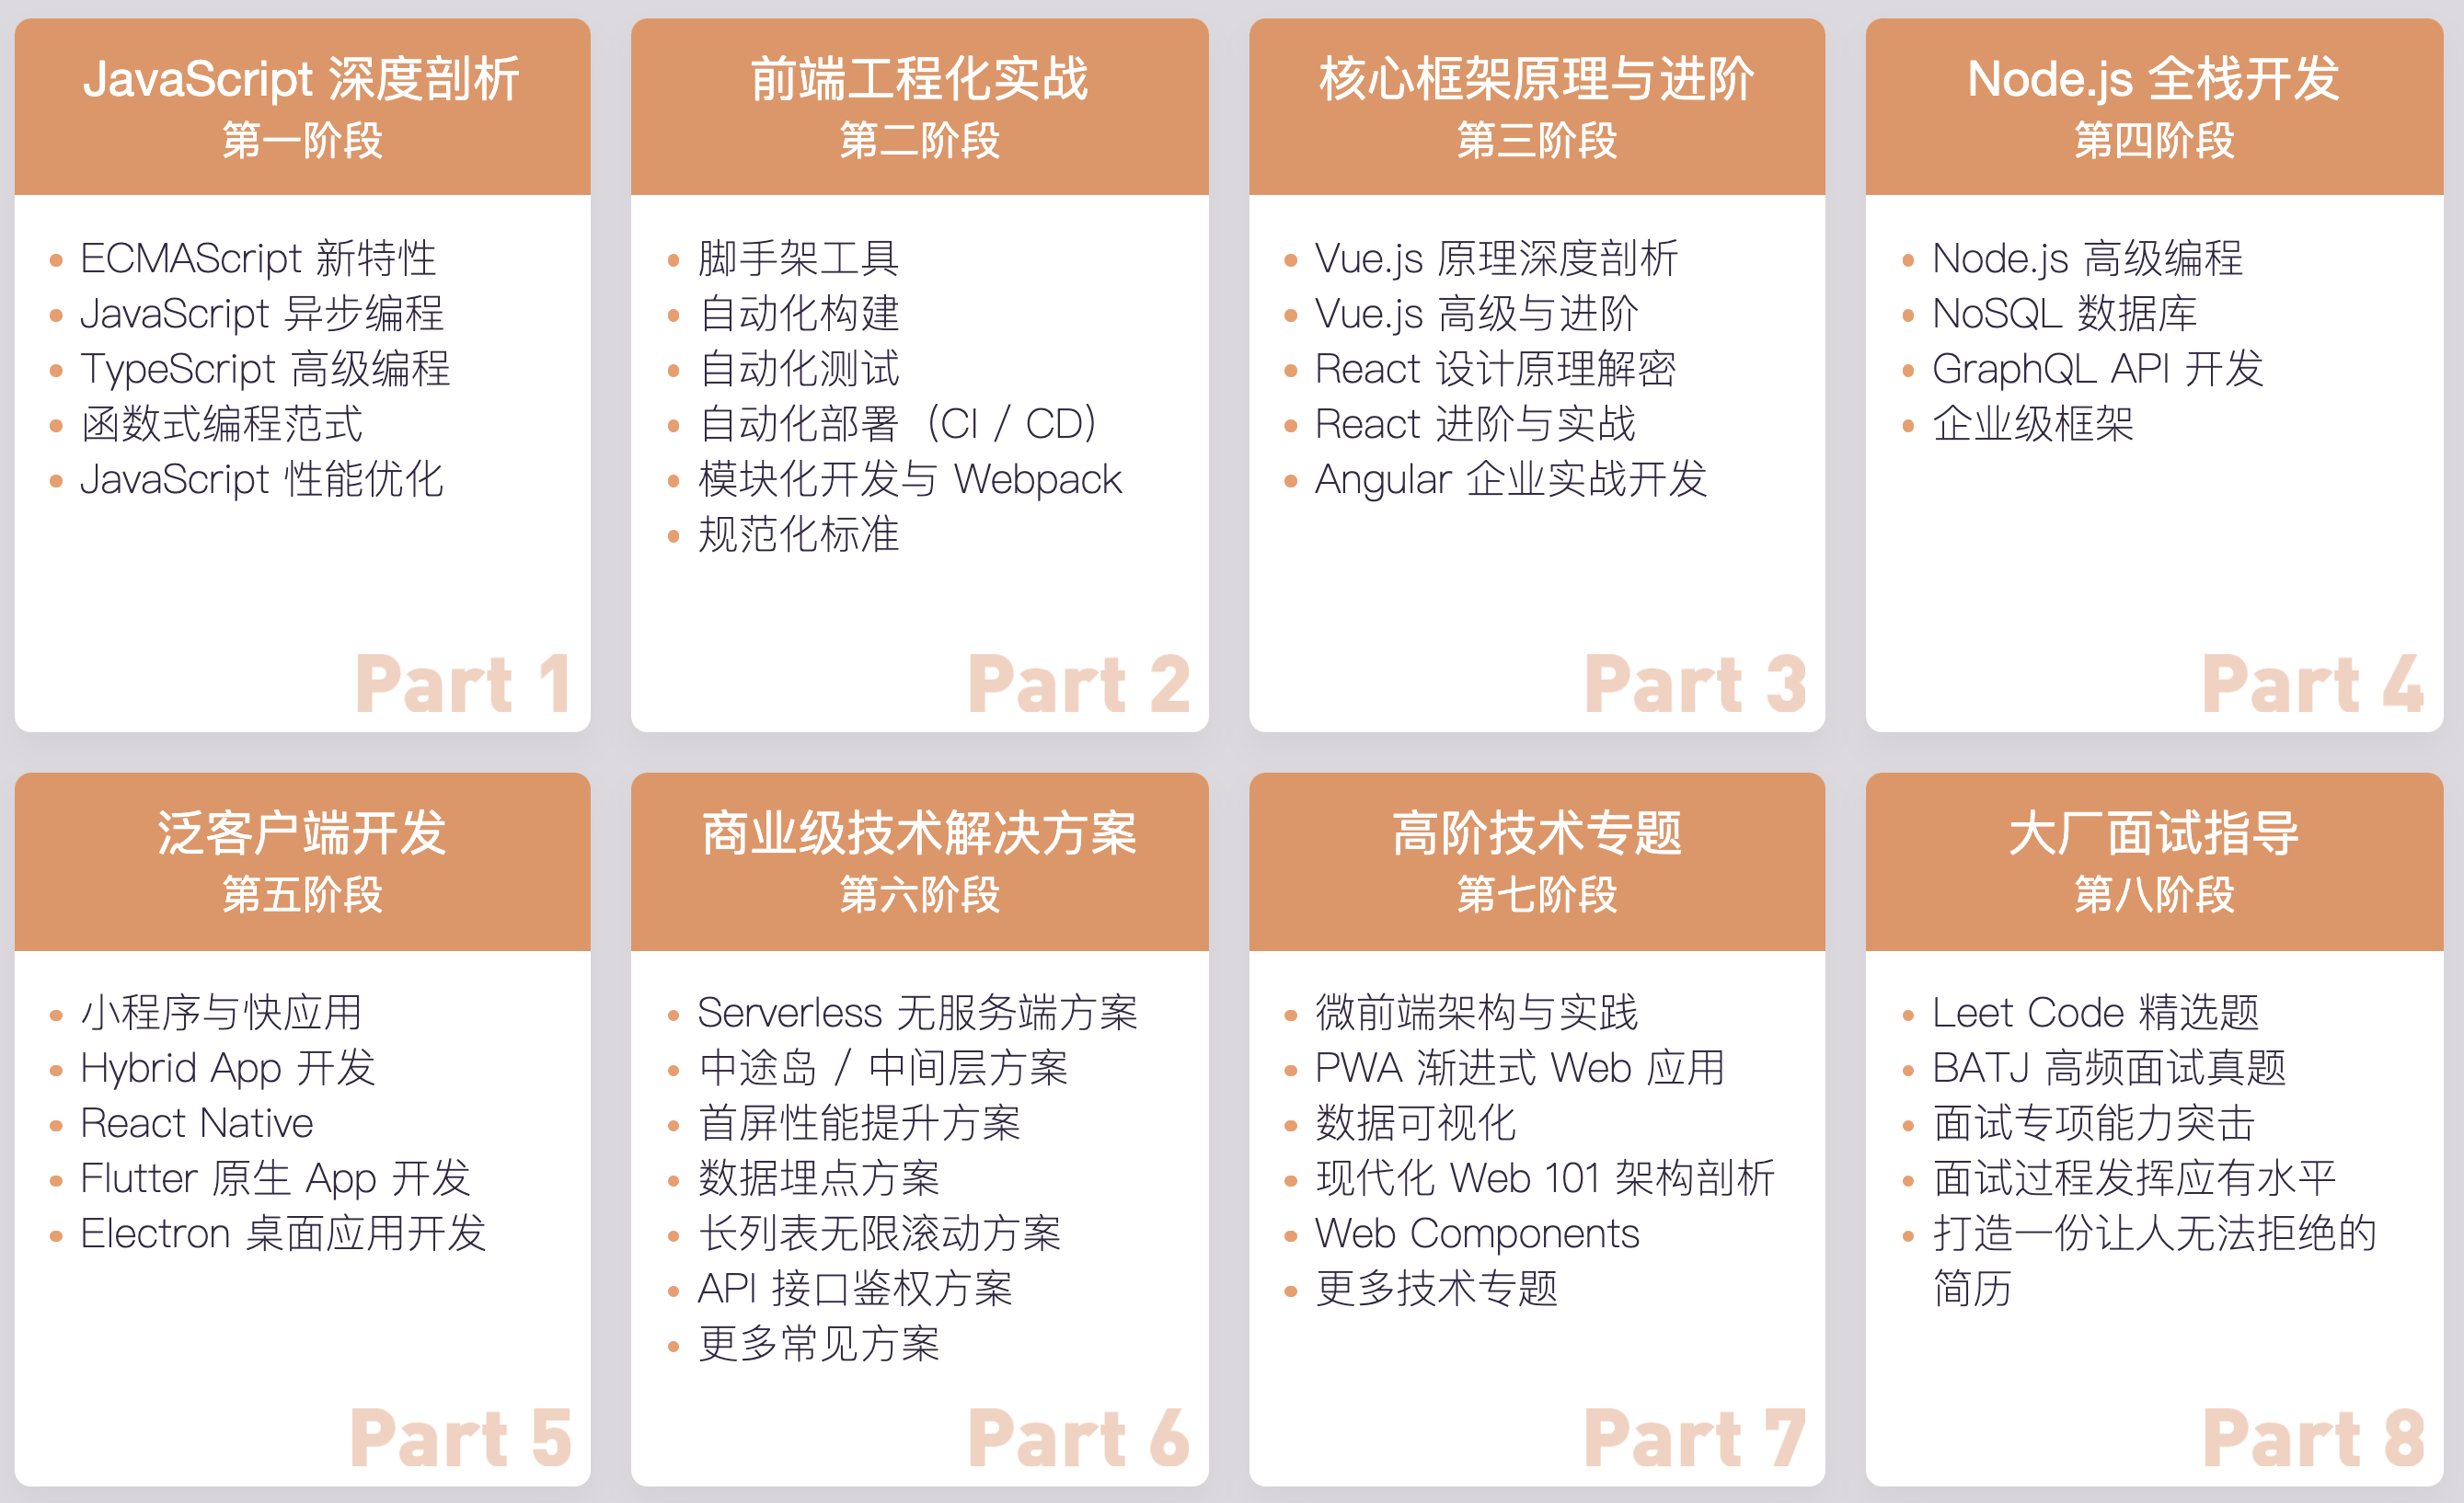 JavaScript 深度剖析
第一阶段
ECMAScript 新特性
JavaScript 异步编程
TypeScript 高级编程
函数式编程范式
JavaScript 性能优化
Part 1
前端工程化实战
第二阶段
脚手架工具
自动化构建
自动化测试
自动化部署（CI / CD）
模块化开发与 Webpack
规范化标准
Part 2
核心框架原理与进阶
第三阶段
Vue.js 原理深度剖析
Vue.js 高级与进阶
React 设计原理解密
React 进阶与实战
Angular 企业实战开发
Part 3
Node.js 全栈开发
第四阶段
Node.js 高级编程
NoSQL 数据库
GraphQL API 开发
企业级框架
Part 4
泛客户端开发
第五阶段
小程序与快应用
Hybrid App 开发
React Native
Flutter 原生 App 开发
Electron 桌面应用开发
Part 5
商业级技术解决方案
第六阶段
Serverless 无服务端方案
中途岛 / 中间层方案
首屏性能提升方案
数据埋点方案
长列表无限滚动方案
API 接口鉴权方案
更多常见方案
Part 6
高阶技术专题
第七阶段
微前端架构与实践
PWA 渐进式 Web 应用
数据可视化
现代化 Web 101 架构剖析
Web Components
更多技术专题
Part 7
大厂面试指导
第八阶段
Leet Code 精选题
BATJ 高频面试真题
面试专项能力突击
面试过程发挥应有水平
打造一份让人无法拒绝的
简历
Part 8